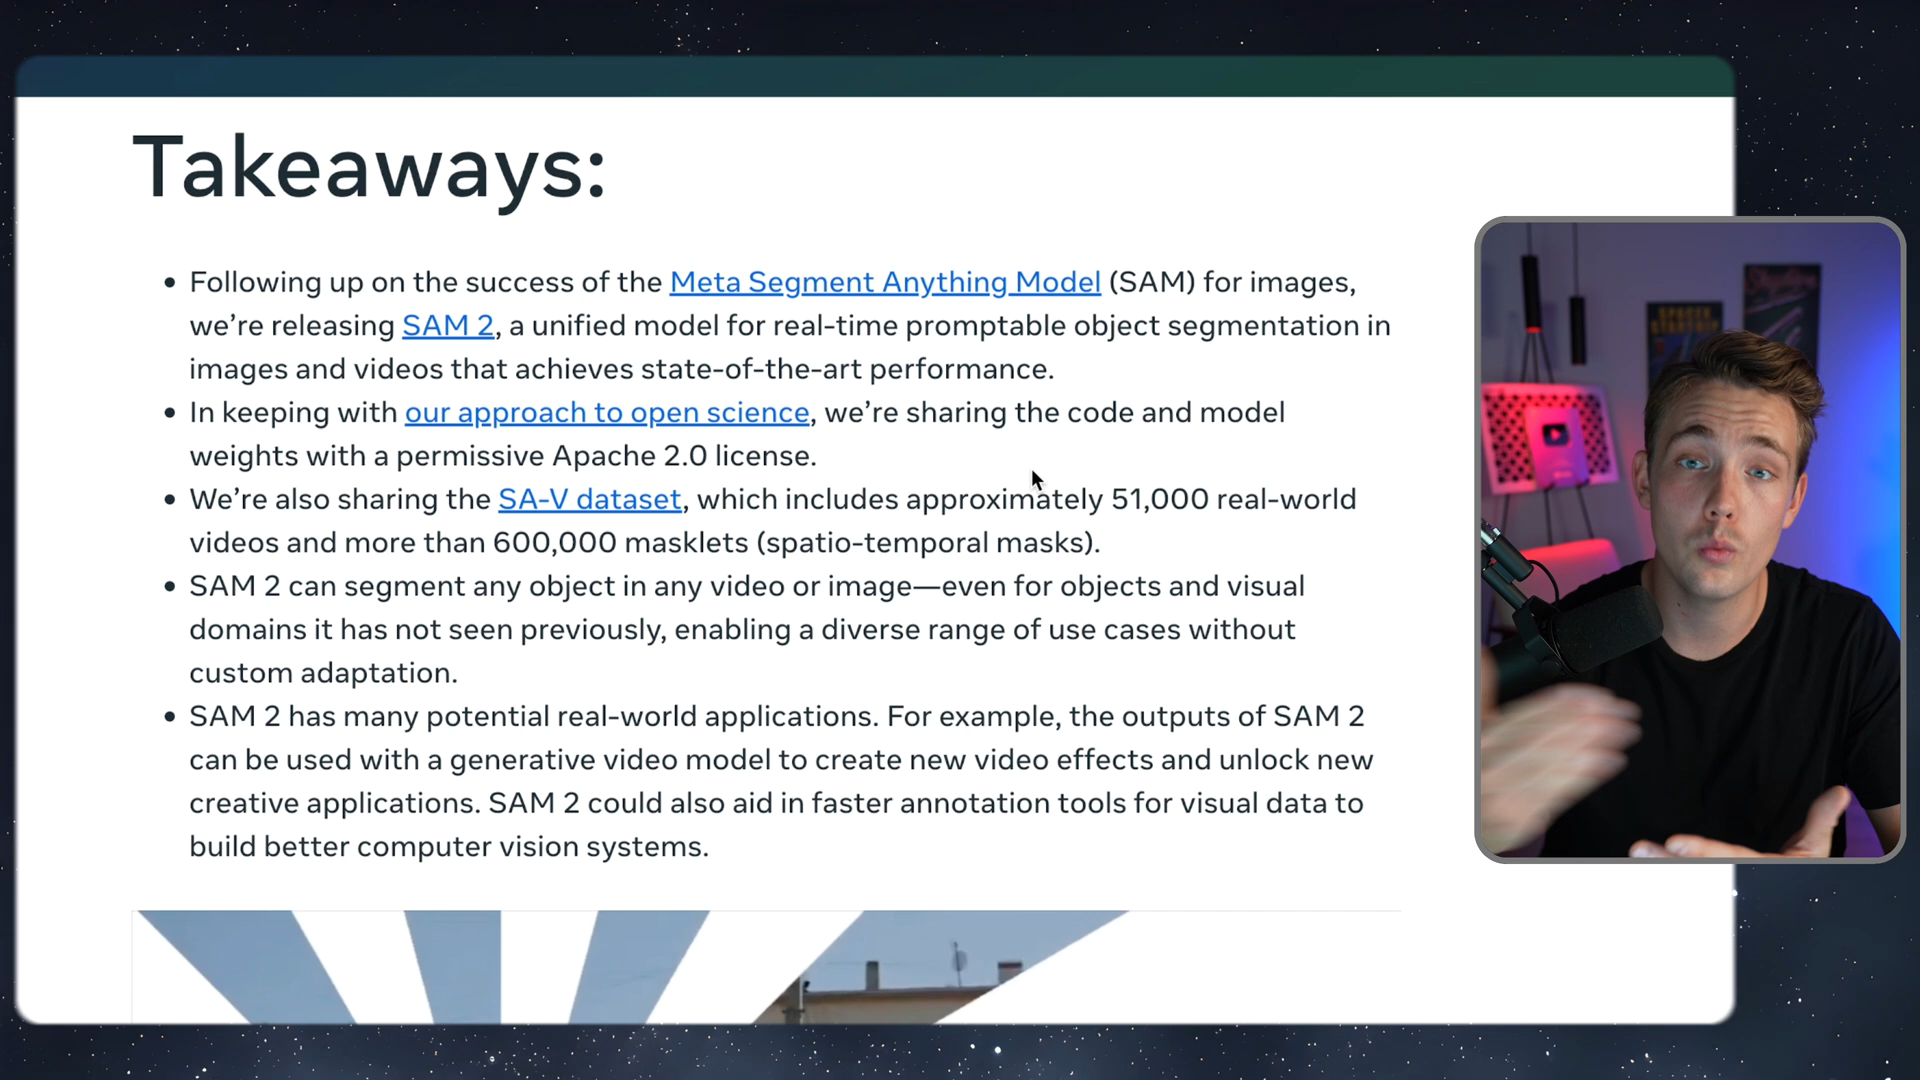 Takeaways:
Following up on the success of the Meta Segment Anything Model (SAM) for images,
we’re releasing SAM 2, a unified model for real-time promptable object segmentation in
images and videos that achieves state-of-the-art performance.
In keeping with our approach to open science, we’re sharing the code and model
weights with a permissive Apache 2.0 license.
We’re also sharing the SA-V dataset, which includes approximately 51,000 real-world
videos and more than 600,000 masklets (spatio-temporal masks).
SAM 2 can segment any object in any video or image—even for objects and visual
domains it has not seen previously, enabling a diverse range of use cases without
custom adaptation.
SAM 2 has many potential real-world applications. For example, the outputs of SAM 2
can be used with a generative video model to create new video effects and unlock new
creative applications. SAM 2 could also aid in faster annotation tools for visual data to
build better computer vision systems.